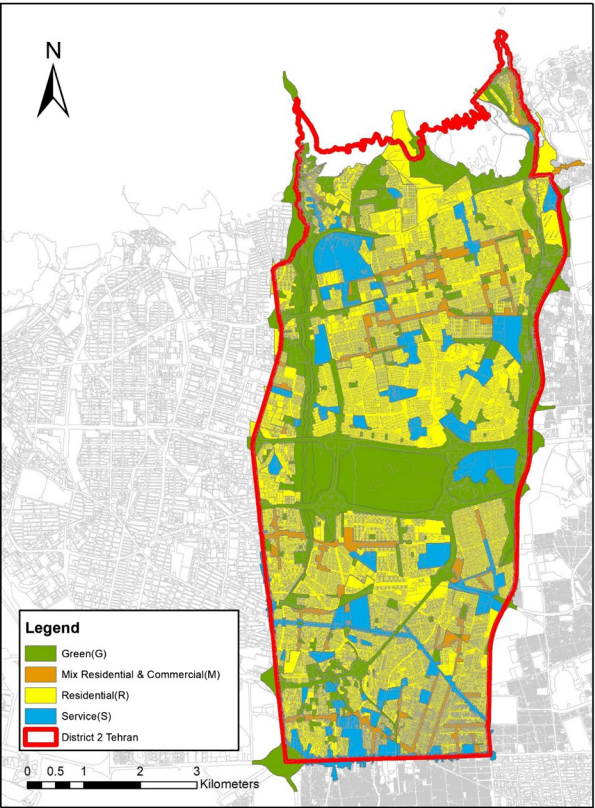 N
Legend
Green(G)
Mix Residential & Commercial(M)
Residential(R)
Service(S)
District 2 Tehran
0 0.5 1 2 3
Kilometers